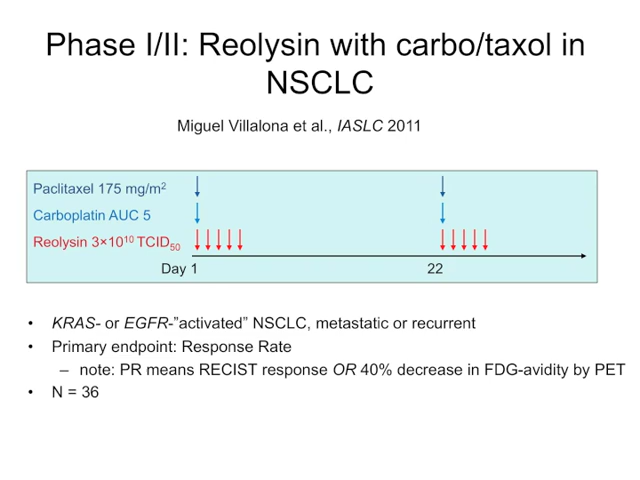 Phase I/II: Reolysin with carbo/taxol in
NSCLC
Miguel Villalona et al., IASLC 2011
Paclitaxel 175 mg/m²
Carboplatin AUC 5
Reolysin 3×10¹⁰ TCID₅₀
Day 1
22
• KRAS- or EGFR-”activated” NSCLC, metastatic or recurrent
• Primary endpoint: Response Rate
– note: PR means RECIST response OR 40% decrease in FDG-avidity by PET
• N = 36